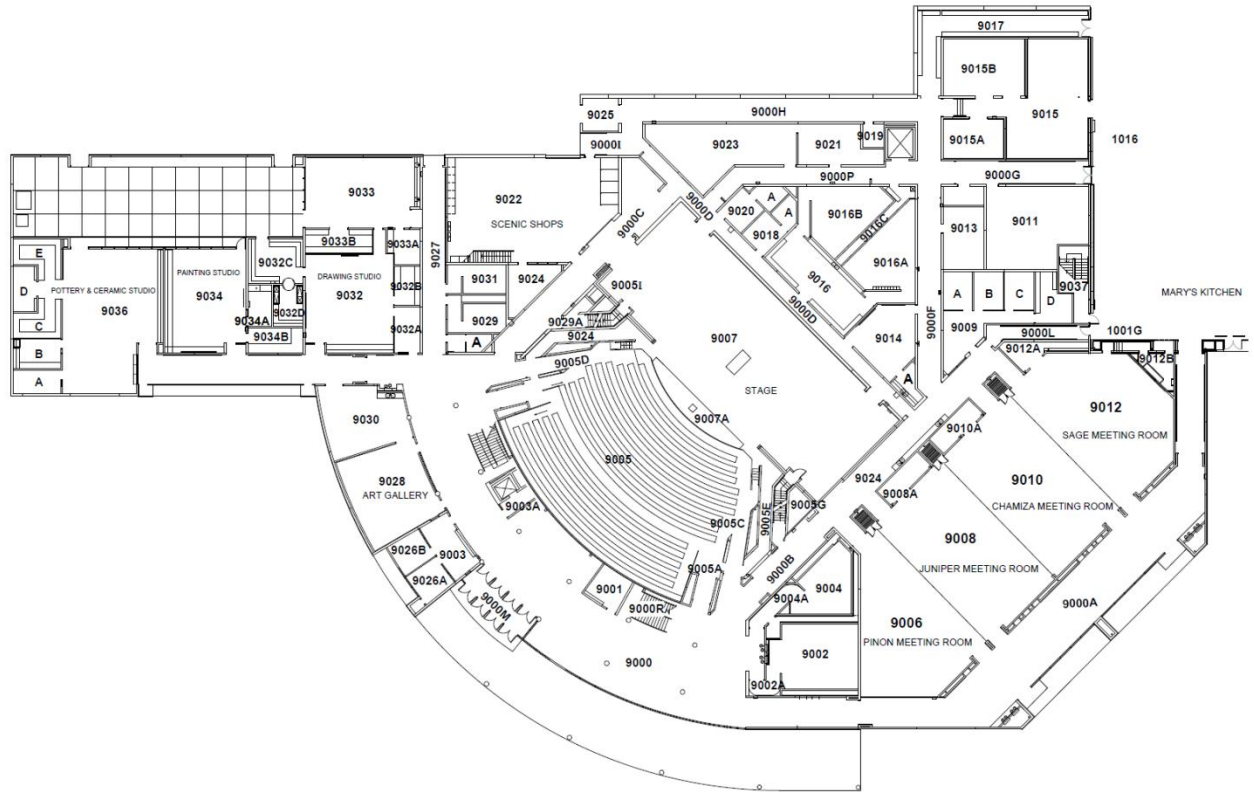 9017
9015B
9015
9025
9000H
9019
9015A
1016
9000I
9023
9021
9000P
9000G
9033
9022
SCENIC SHOPS
9000C
9000D
A
A
9020
9018
9016B
9016C
9013
9011
9033B
9033A
9027
9032C
E
D
POTTERY & CERAMIC STUDIO
9036
C
B
A
PAINTING STUDIO
9034
DRAWING STUDIO
9032
9032B
9032D
9034A
9034B
9032A
9031
9024
9029
A
9005I
9029A
9024
9005D
9016
9016A
9000D
9014
A
9000F
9037
A
B
C
D
9009
9000L
MARY'S KITCHEN
1001G
9012A
9012B
9007
STAGE
9007A
9012
SAGE MEETING ROOM
9030
9028
ART GALLERY
9005
9010A
9024
9008A
9010
CHAMIZA MEETING ROOM
9003A
9005C
9005E
9005G
9008
JUNIPER MEETING ROOM
9026B
9003
9026A
9005A
9000B
9001
9000R
9000M
9004
9004A
9000A
9006
PINON MEETING ROOM
9000
9002
9002A